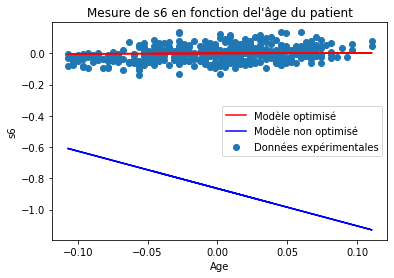 Mesure de s6 en fonction del'âge du patient
0.0
−0.2
−0.4
−0.6
−0.8
−1.0
s6
Modèle optimisé
Modèle non optimisé
Données expérimentales
−0.10
−0.05
0.00
0.05
0.10
Age